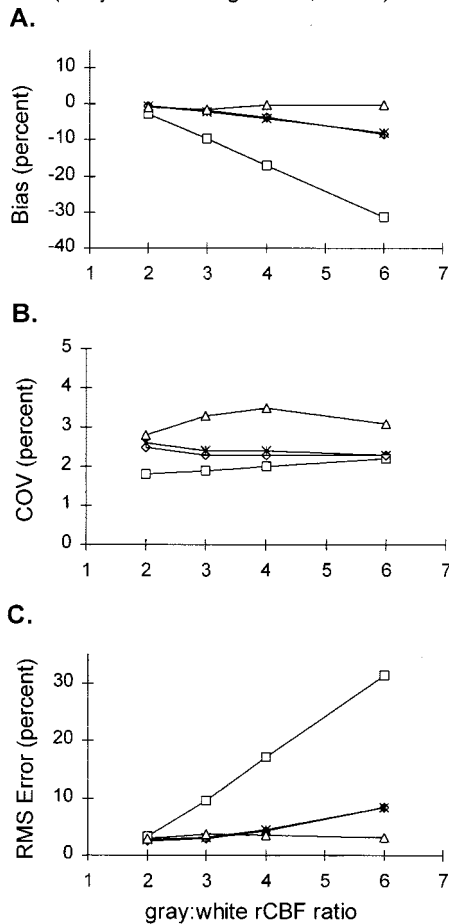 A.
10
0
-10
-20
-30
-40
Bias (percent)
1 2 3 4 5 6 7
B.
5
4
3
2
1
0
COV (percent)
1 2 3 4 5 6 7
C.
30
20
10
0
RMS Error (percent)
1 2 3 4 5 6 7
gray:white rCBF ratio